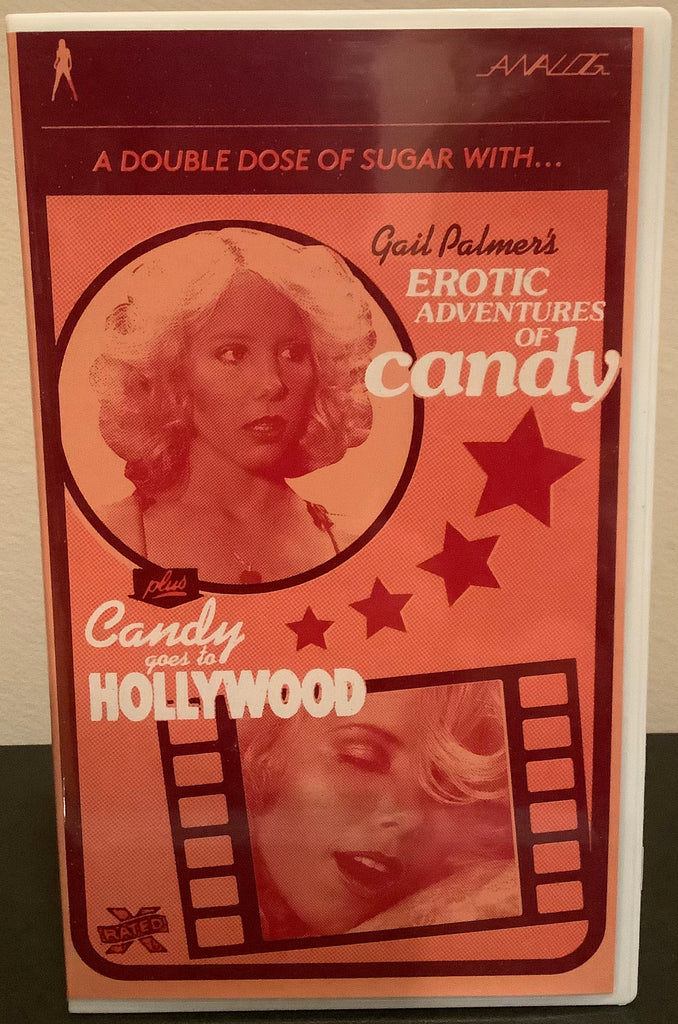 ANALOG
A DOUBLE DOSE OF SUGAR WITH...
Gail Palmer's
EROTIC
ADVENTURES
OF
candy
plus
Candy
goes to
HOLLYWOOD
X
RATED